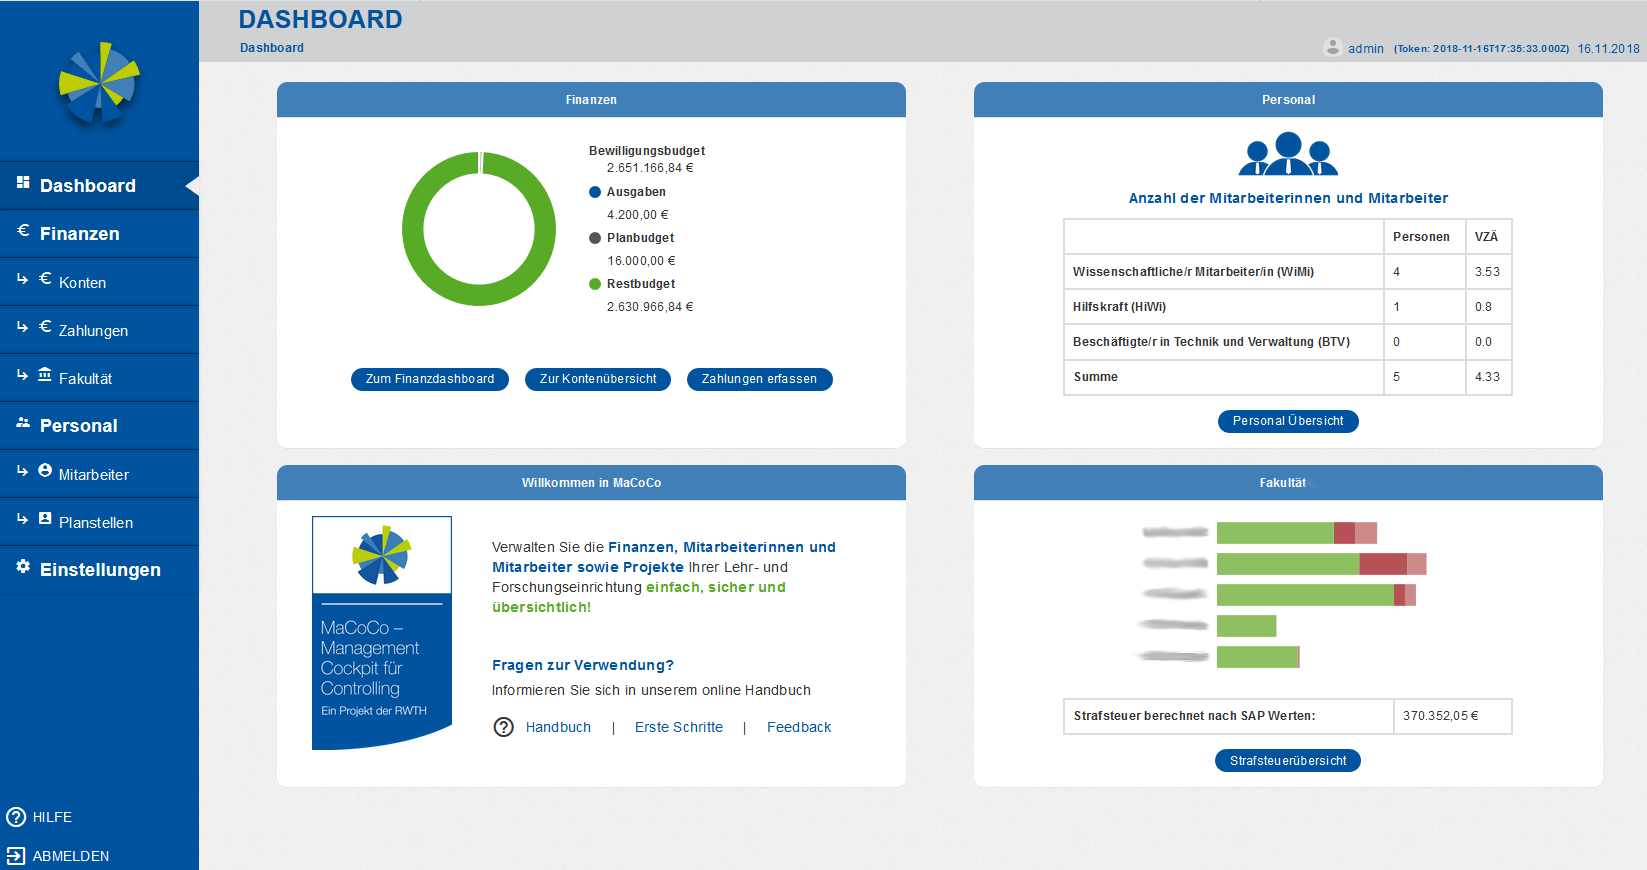 DASHBOARD
Dashboard
admin (Token: 2018-11-16T17:35:33.000Z) 16.11.2018
Dashboard
€ Finanzen
€ Konten
€ Zahlungen
Fakultät
Personal
Mitarbeiter
Planstellen
Einstellungen
? HILFE
ABMELDEN
Finanzen
Bewilligungsbudget
2.651.166,84 €
Ausgaben
4.200,00 €
Planbudget
16.000,00 €
Restbudget
2.630.966,84 €
Zum Finanzdashboard Zur Kontenübersicht Zahlungen erfassen
Personal
Anzahl der Mitarbeiterinnen und Mitarbeiter
Personen VZÄ
Wissenschaftliche/r Mitarbeiter/in (WiMi) 4 3.53
Hilfskraft (HiWi) 1 0.8
Beschäftigte/r in Technik und Verwaltung (BTV) 0 0.0
Summe 5 4.33
Personal Übersicht
Willkommen in MaCoCo
MaCoCo –
Management
Cockpit für
Controlling
Ein Projekt der RWTH
Verwalten Sie die Finanzen, Mitarbeiterinnen und
Mitarbeiter sowie Projekte Ihrer Lehr- und
Forschungseinrichtung einfach, sicher und
übersichtlich!
Fragen zur Verwendung?
Informieren Sie sich in unserem online Handbuch
? Handbuch | Erste Schritte | Feedback
Fakultät
Strafsteuer berechnet nach SAP Werten: 370.352,05 €
Strafsteuerübersicht